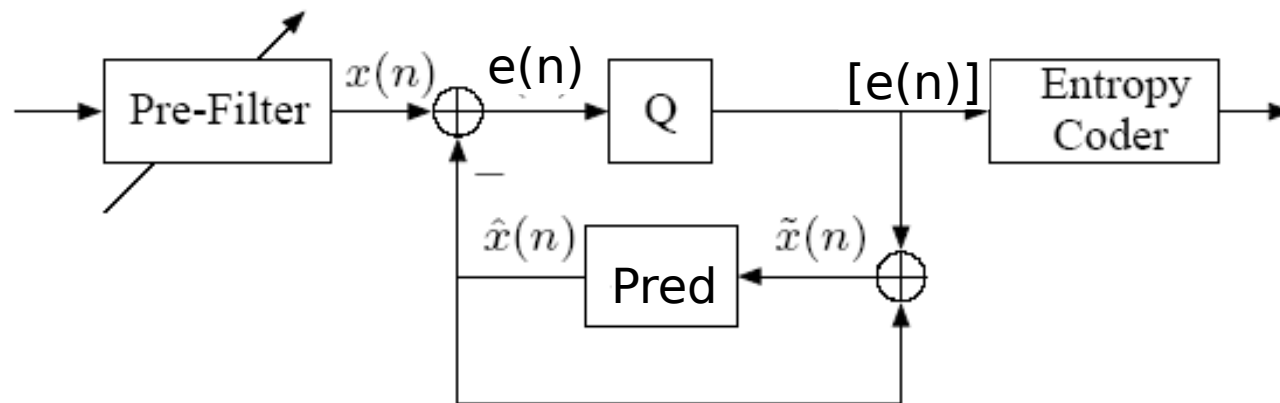 x(n)
e(n)
Pre-Filter
Q
[e(n)]
Entropy
Coder
−
x̂(n)
Pred
x̃(n)